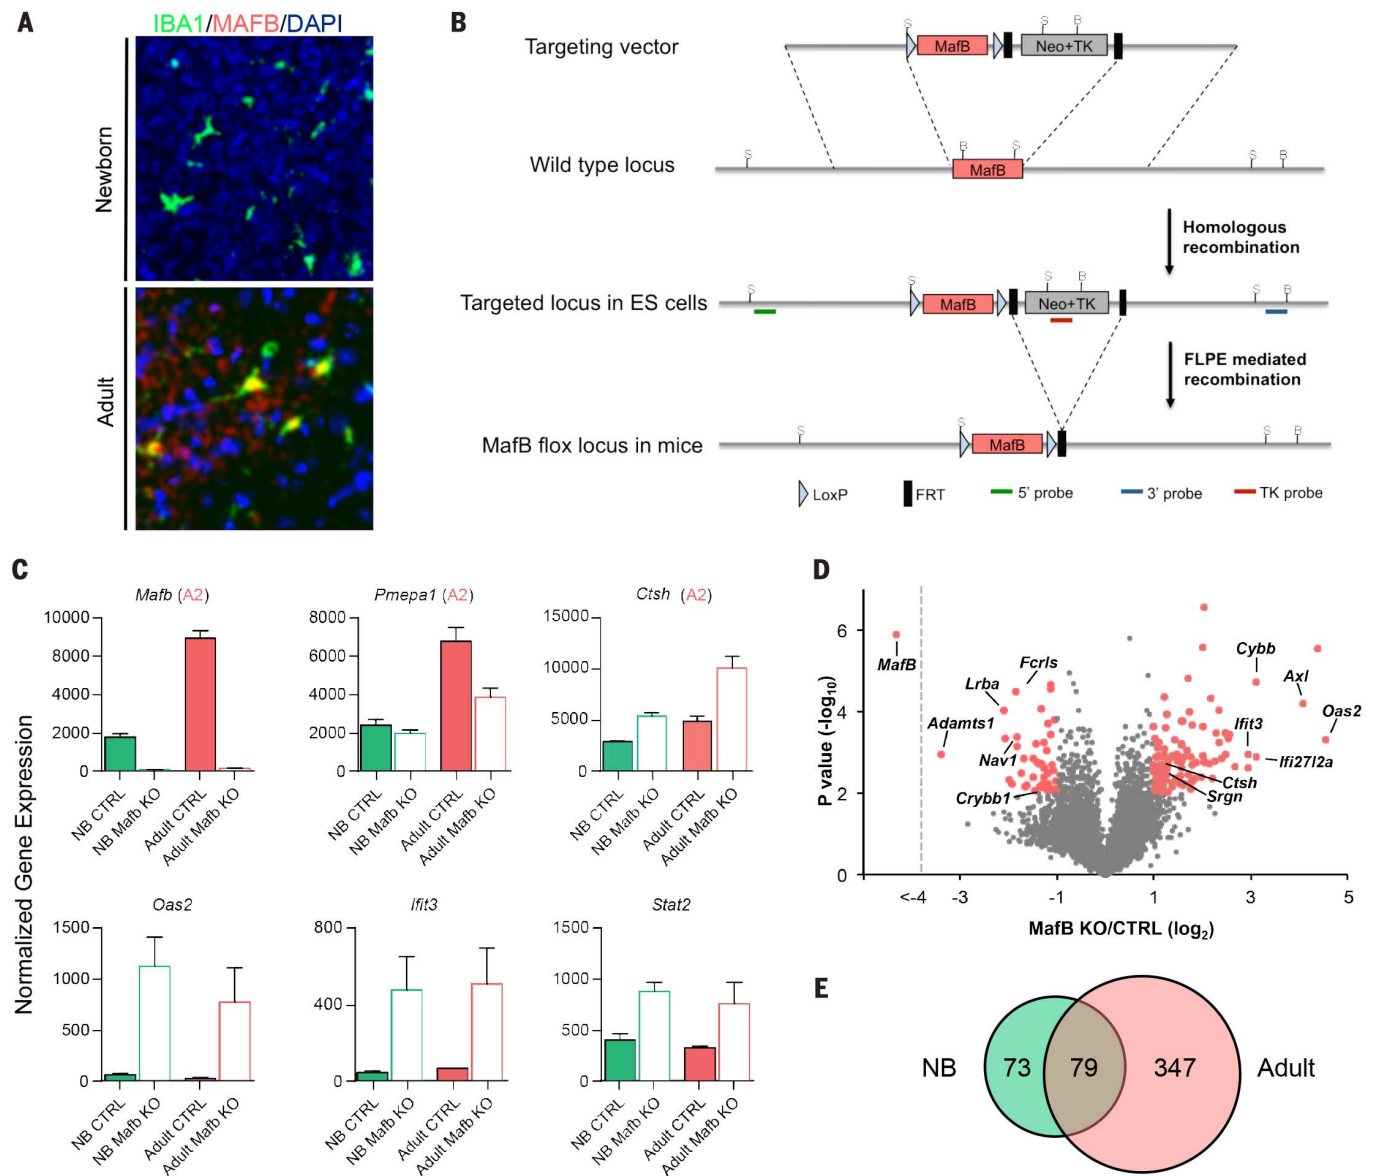 A
IBA1/MAFB/DAPI
Newborn
Adult
B
Targeting vector
S
MafB
S
B
Neo+TK
Wild type locus
S
B
S
MafB
S
B
Homologous
recombination
Targeted locus in ES cells
S
S
MafB
S
B
Neo+TK
S
B
FLPE mediated
recombination
MafB flox locus in mice
S
S
MafB
S
B
LoxP
FRT
5' probe
3' probe
TK probe
C
Normalized Gene Expression
Mafb (A2)
10000
8000
6000
4000
2000
0
NB CTRL
NB Mafb KO
Adult CTRL
Adult Mafb KO
Pmepa1 (A2)
8000
6000
4000
2000
0
NB CTRL
NB Mafb KO
Adult CTRL
Adult Mafb KO
Ctsh (A2)
15000
10000
5000
0
NB CTRL
NB Mafb KO
Adult CTRL
Adult Mafb KO
Oas2
1500
1000
500
0
NB CTRL
NB Mafb KO
Adult CTRL
Adult Mafb KO
Ifit3
800
400
0
NB CTRL
NB Mafb KO
Adult CTRL
Adult Mafb KO
Stat2
1500
1000
500
0
NB CTRL
NB Mafb KO
Adult CTRL
Adult Mafb KO
D
P value (-log10)
6
4
2
0
MafB
Fcrls
Lrba
Adamts1
Nav1
Crybb1
Cybb
Axl
Oas2
Ifit3
Ifi27l2a
Ctsh
Srgn
<-4
-3
-1
1
3
5
MafB KO/CTRL (log2)
E
NB
73
79
347
Adult